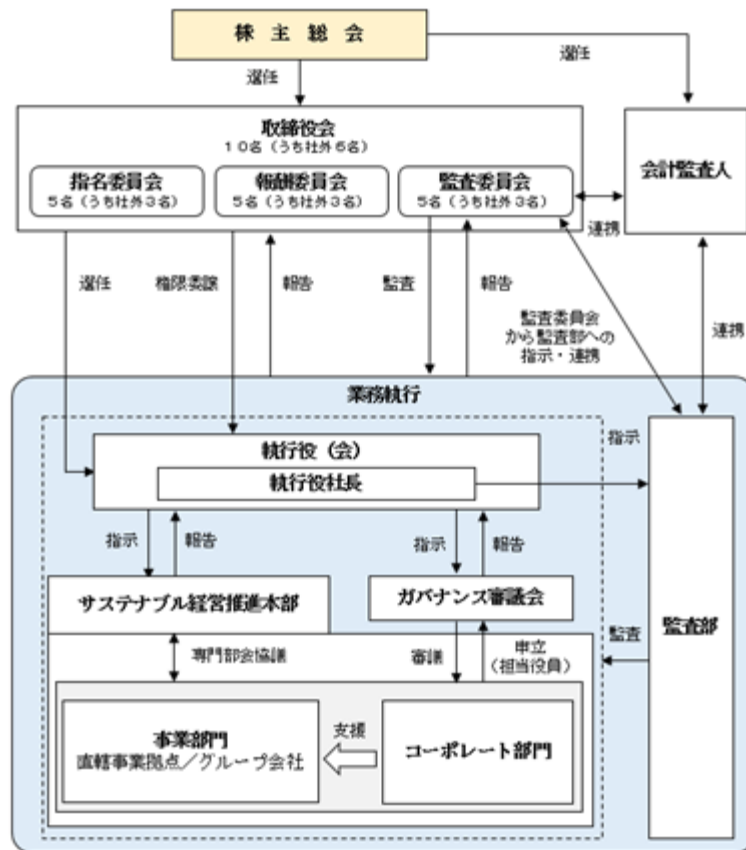 株主総会
選任
選任
取締役会
10名（うち社外6名）
指名委員会
5名（うち社外3名）
報酬委員会
5名（うち社外3名）
監査委員会
5名（うち社外3名）
会計監査人
連携
選任
権限委譲
報告
監査
報告
監査委員会
から監査部への
指示・連携
連携
業務執行
執行役（会）
執行役社長
指示
指示
報告
指示
報告
サステナブル経営推進本部
ガバナンス審議会
監査部
専門部会協議
審議
申立
（担当役員）
監査
事業部門
直轄事業拠点／グループ会社
支援
コーポレート部門